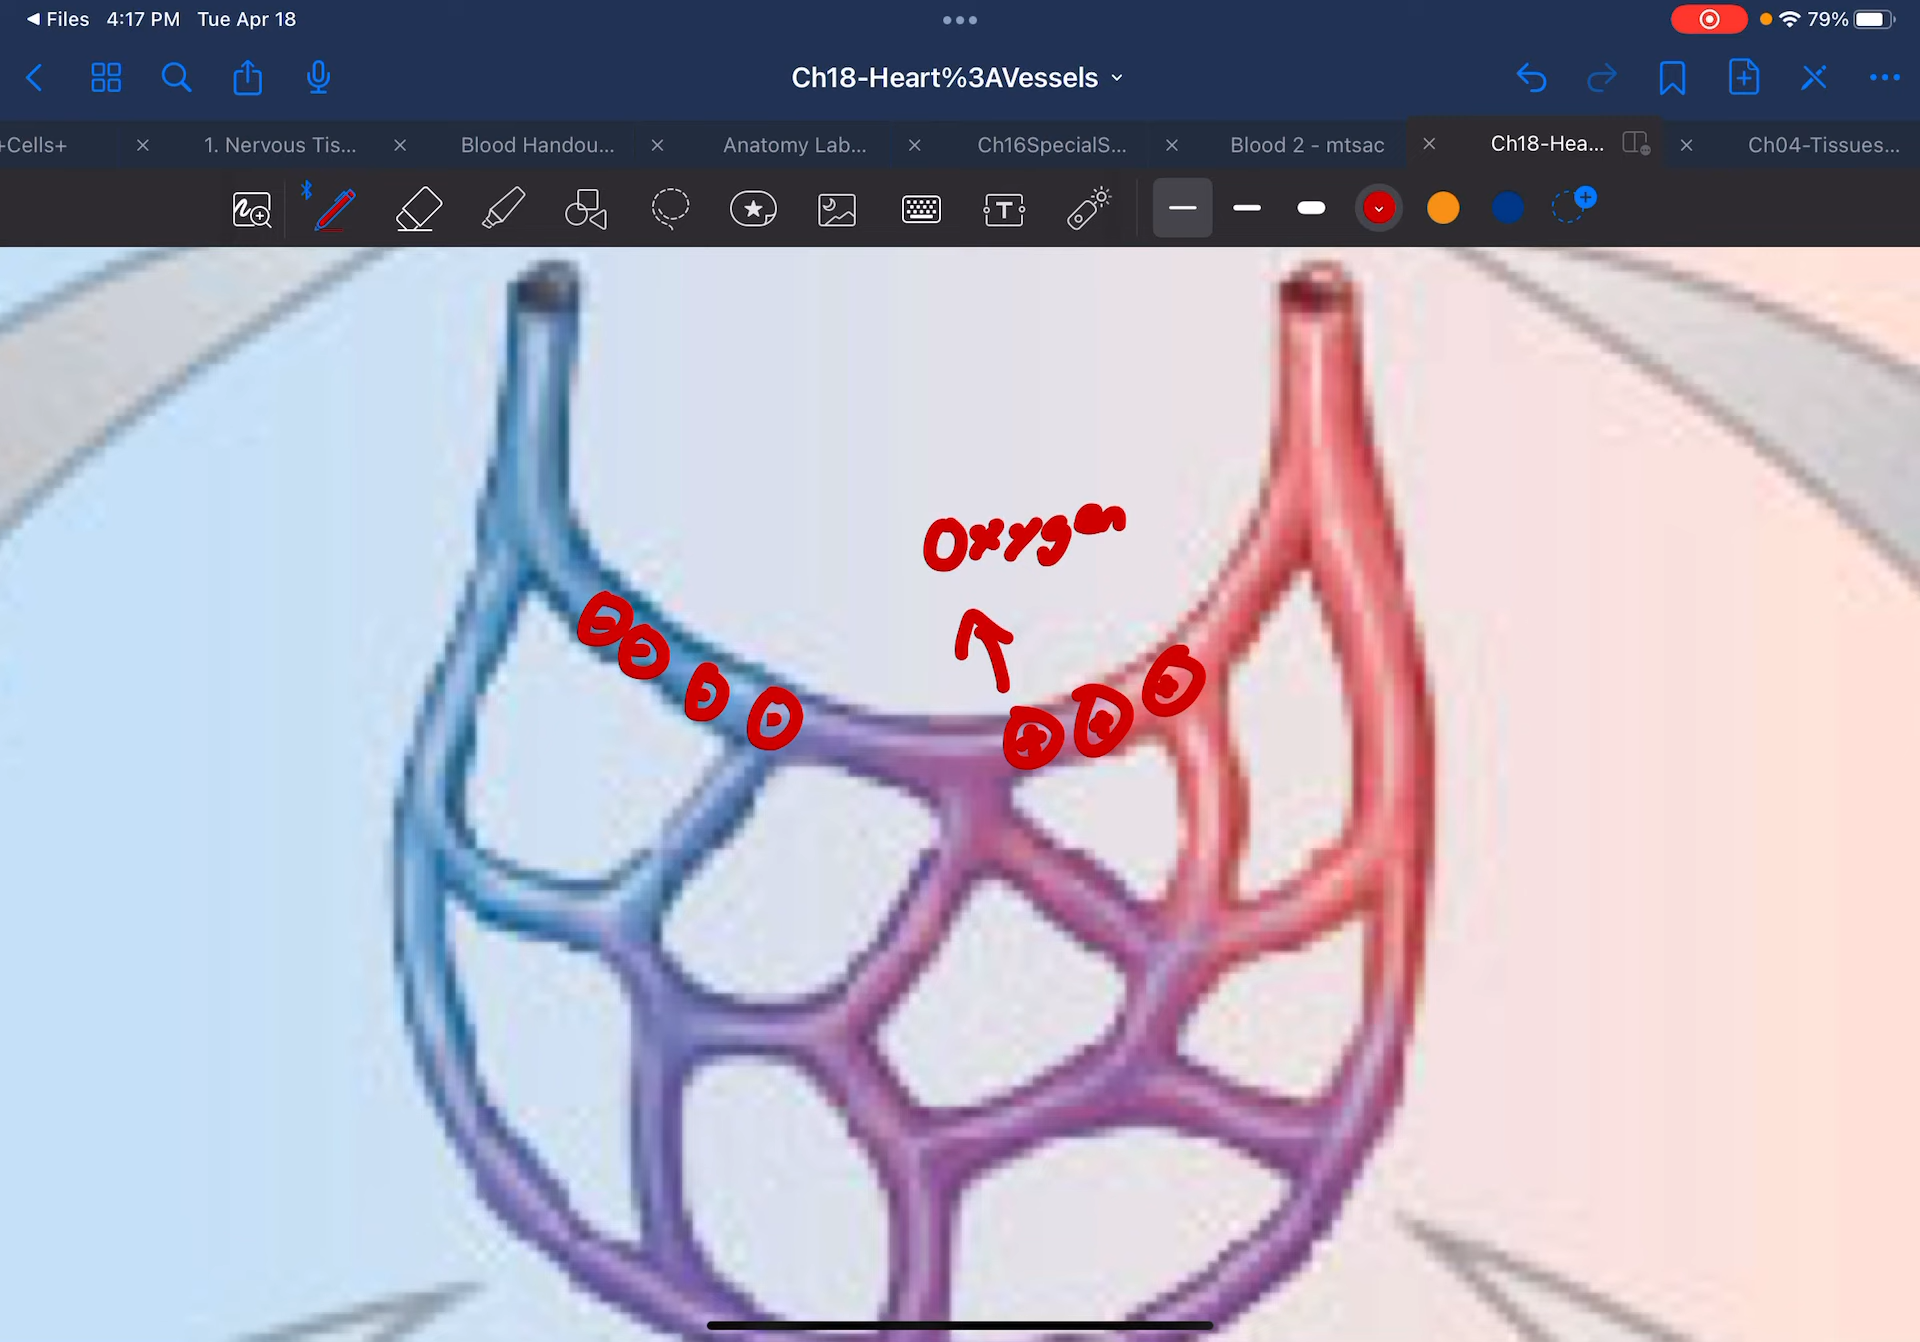 Files 4:17 PM Tue Apr 18
79%
Ch18-Heart%3AVessels
+Cells+
1. Nervous Tis...
Blood Handou...
Anatomy Lab...
Ch16SpecialS...
Blood 2 - mtsac
Ch18-Hea...
Ch04-Tissues...
T
Oxygen